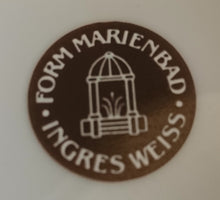 FORM MARIENBAD
· INGRES WEISS ·